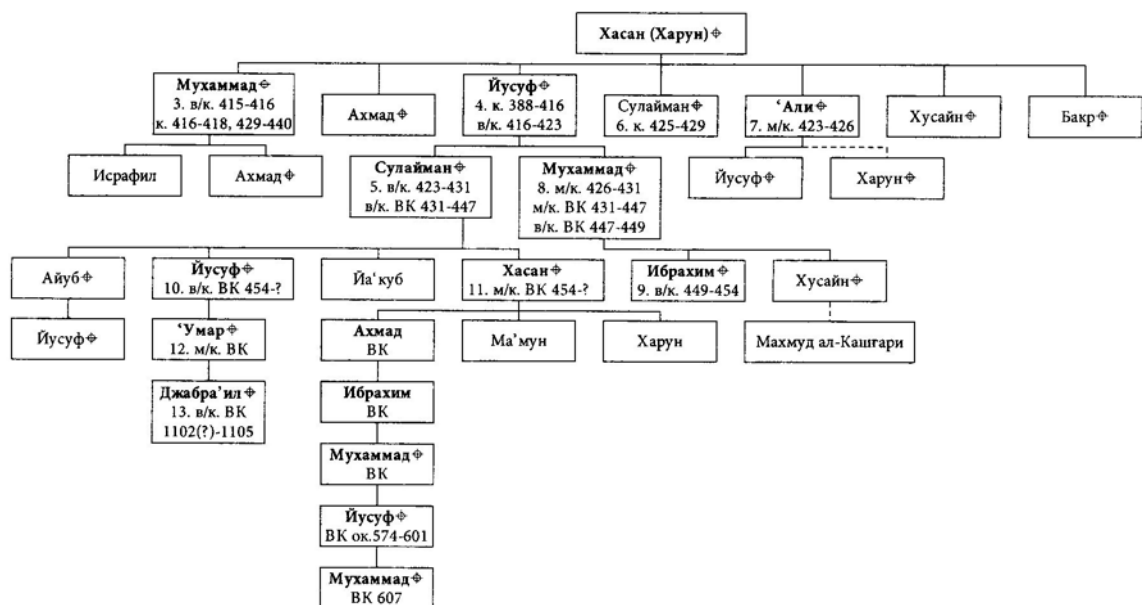 Хасан (Харун)⌖
Мухаммад⌖
3. в/к. 415-416
к. 416-418, 429-440
Ахмад⌖
Йусуф⌖
4. к. 388-416
в/к. 416-423
Сулайман⌖
6. к. 425-429
‘Али⌖
7. м/к. 423-426
Хусайн⌖
Бакр⌖
Исрафил
Ахмад⌖
Сулайман⌖
5. в/к. 423-431
в/к. ВК 431-447
Мухаммад⌖
8. м/к. 426-431
м/к. ВК 431-447
в/к. ВК 447-449
Йусуф⌖
Харун⌖
Айуб⌖
Йусуф⌖
10. в/к. ВК 454-?
Йа‘куб
Хасан⌖
11. м/к. ВК 454-?
Ибрахим⌖
9. в/к. 449-454
Хусайн⌖
Йусуф⌖
‘Умар⌖
12. м/к. ВК
Ахмад
ВК
Ма’мун
Харун
Махмуд ал-Кашгари
Джабра’ил⌖
13. в/к. ВК
1102(?)-1105
Ибрахим
ВК
Мухаммад
ВК
Йусуф⌖
ВК ок.574-601
Мухаммад⌖
ВК 607